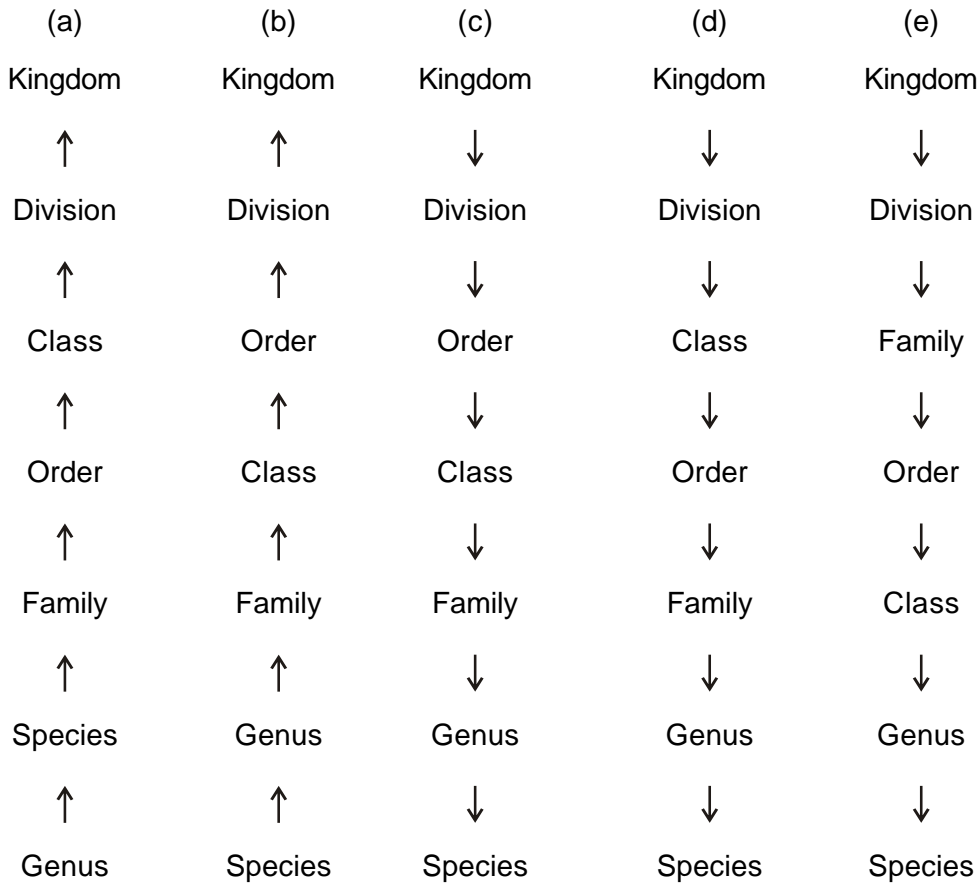 (a) (b) (c) (d) (e)
Kingdom Kingdom Kingdom Kingdom Kingdom
↑ ↑ ↓ ↓ ↓
Division Division Division Division Division
↑ ↑ ↓ ↓ ↓
Class Order Order Class Family
↑ ↑ ↓ ↓ ↓
Order Class Class Order Order
↑ ↑ ↓ ↓ ↓
Family Family Family Family Class
↑ ↑ ↓ ↓ ↓
Species Genus Genus Genus Genus
↑ ↑ ↓ ↓ ↓
Genus Species Species Species Species